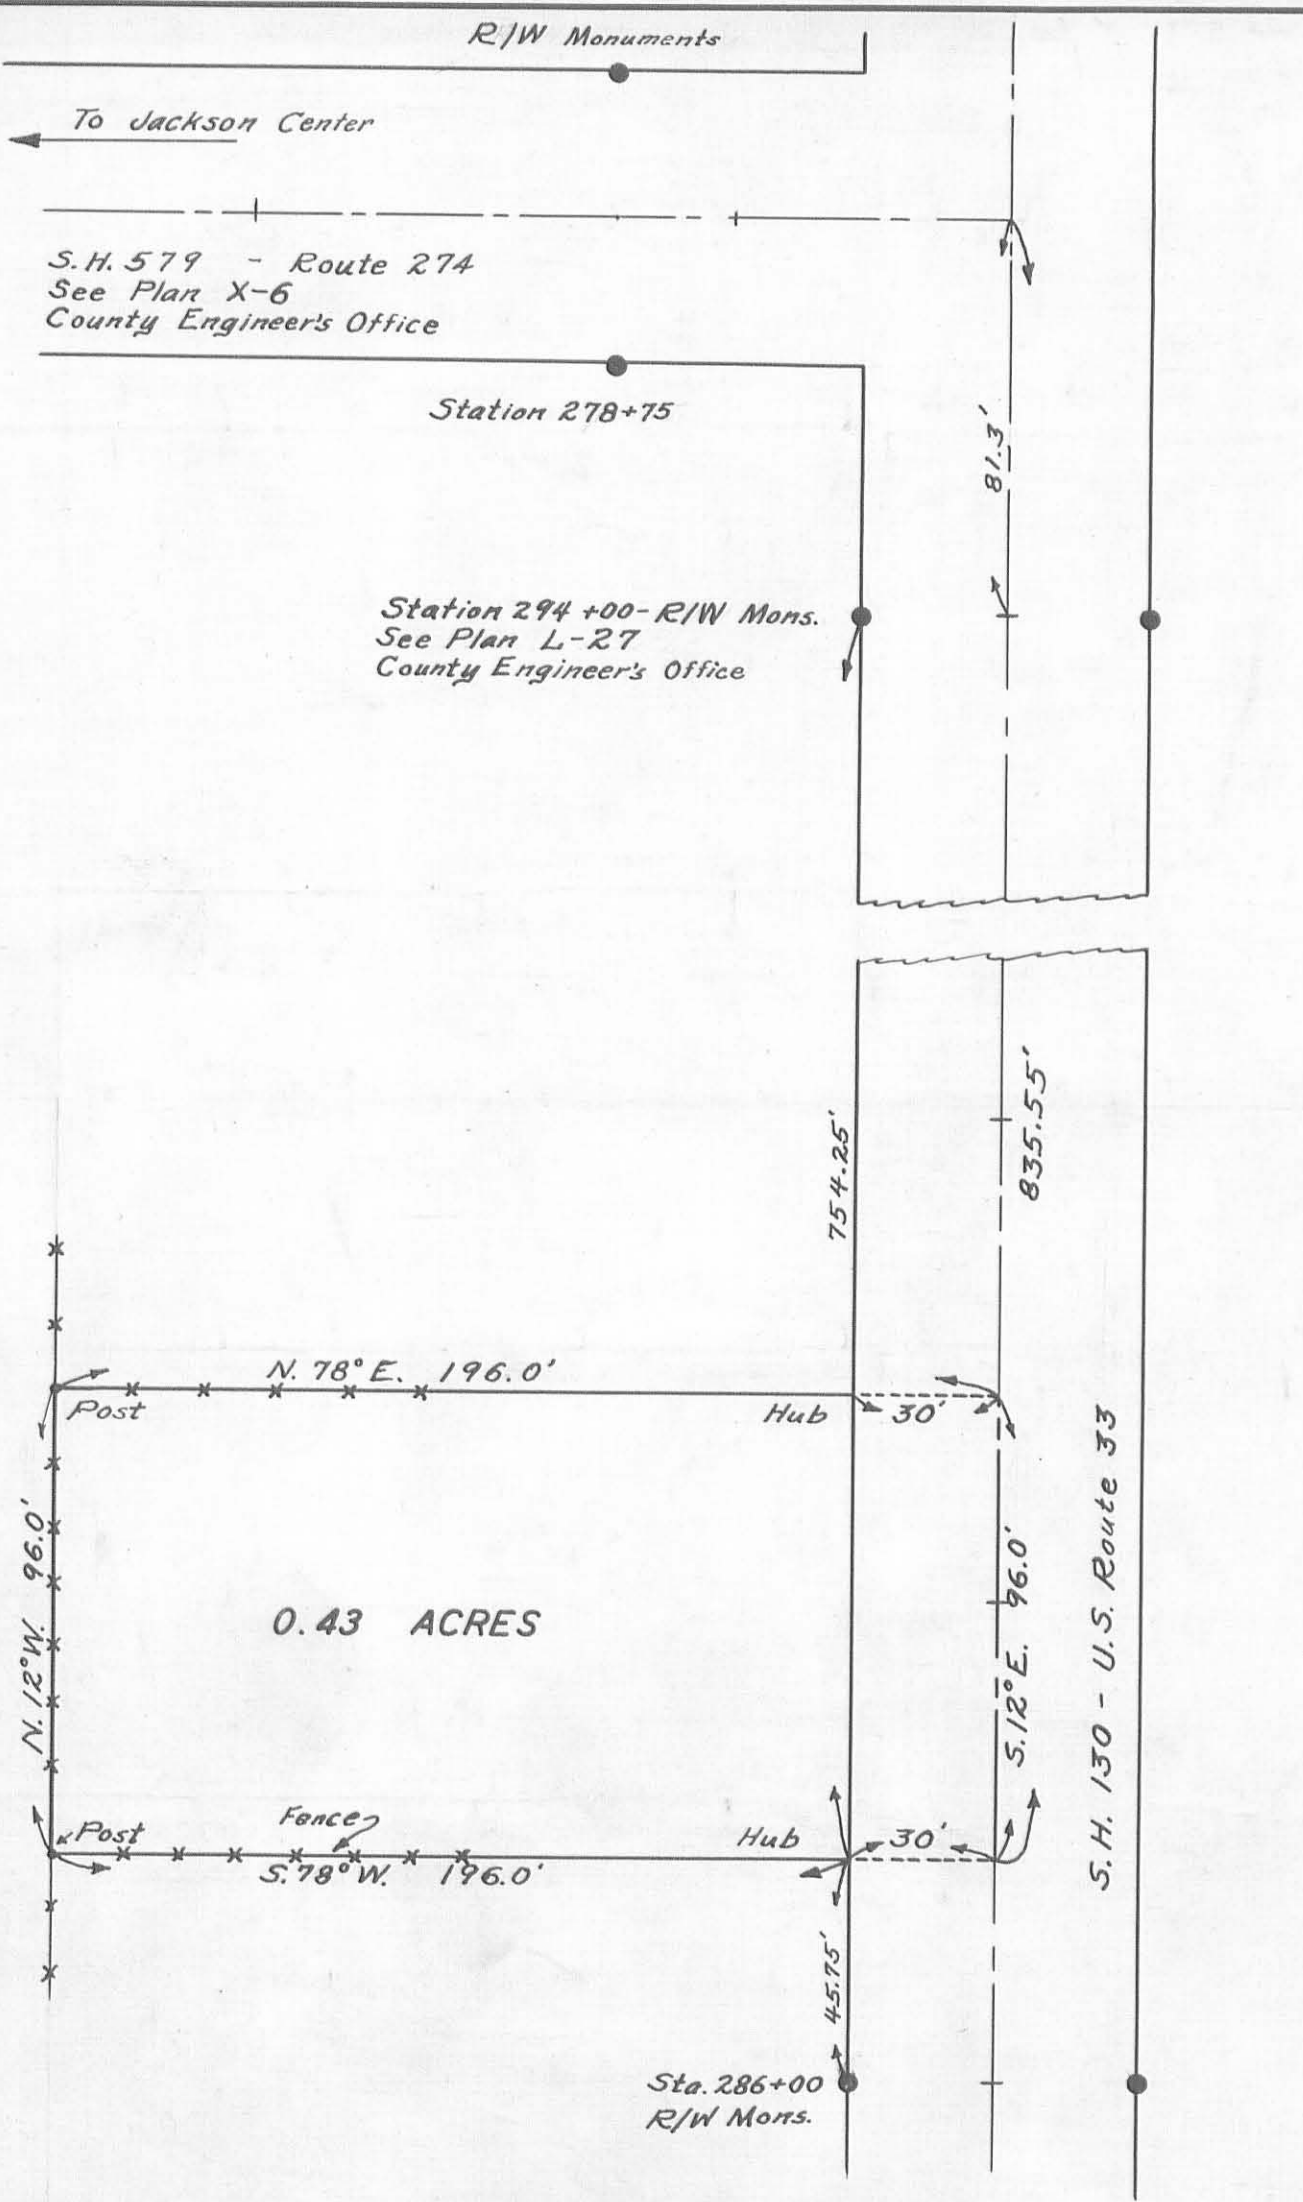 R/W Monuments
To Jackson Center
S.H. 579 - Route 274
See Plan X-6
County Engineer's Office
Station 278+75
81.3'
Station 294+00-R/W Mons.
See Plan L-27
County Engineer's Office
754.25'
835.55'
N. 78° E. 196.0'
Post
Hub
30'
N. 12° W. 96.0'
0.43 ACRES
S. 12° E. 96.0'
S. H. 130 - U.S. Route 33
Post
Fence
Hub
30'
S. 78° W. 196.0'
45.75'
Sta. 286+00
R/W Mons.